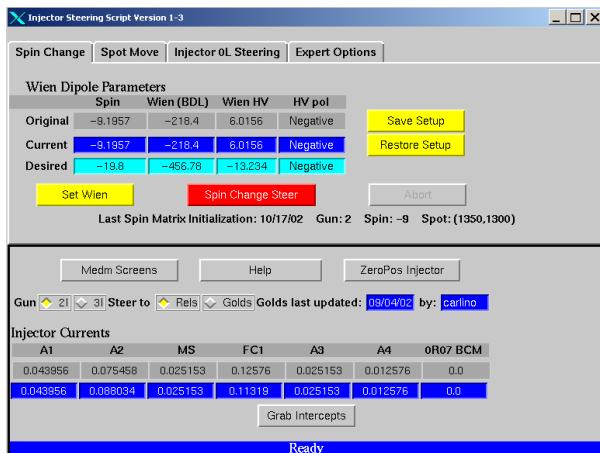 Injector Steering Script Version 1-3
Spin Change Spot Move Injector 0L Steering Expert Options
Wien Dipole Parameters
Spin Wien (BDL) Wien HV HV pol
Original −9.1957 −218.4 6.0156 Negative Save Setup
Current −9.1957 −218.4 6.0156 Negative Restore Setup
Desired −19.8 −456.78 −13.234 Negative
Set Wien Spin Change Steer Abort
Last Spin Matrix Initialization: 10/17/02 Gun: 2 Spin: −9 Spot: (1350,1300)
Medm Screens Help ZeroPos Injector
Gun 2I 3I Steer to Rels Golds Golds last updated: 09/04/02 by: carlino
Injector Currents
A1 A2 MS FC1 A3 A4 0R07 BCM
0.043956 0.075458 0.025153 0.12576 0.025153 0.012576 0.0
0.043956 0.088034 0.025153 0.11319 0.025153 0.012576 0.0
Grab Intercepts
Ready